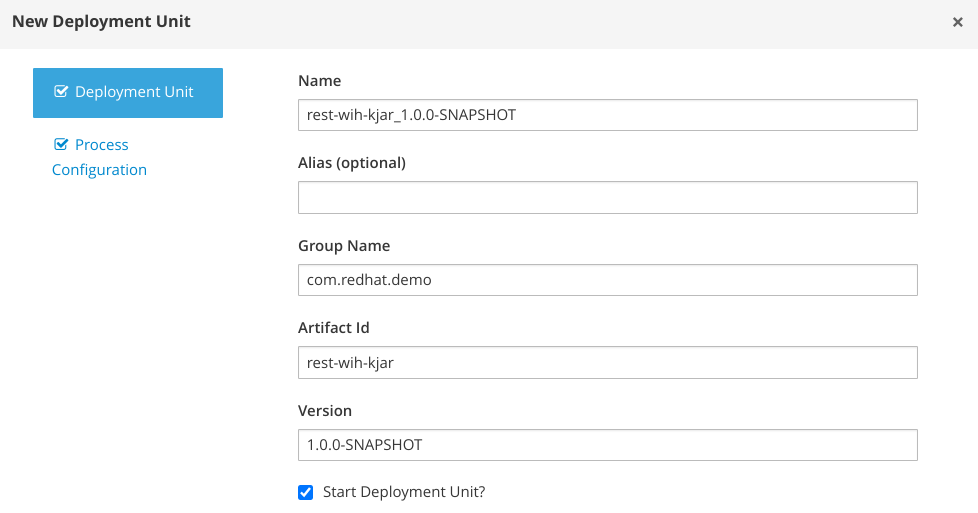 New Deployment Unit
Deployment Unit
Process
Configuration
Name
rest-wih-kjar_1.0.0-SNAPSHOT
Alias (optional)
Group Name
com.redhat.demo
Artifact Id
rest-wih-kjar
Version
1.0.0-SNAPSHOT
Start Deployment Unit?